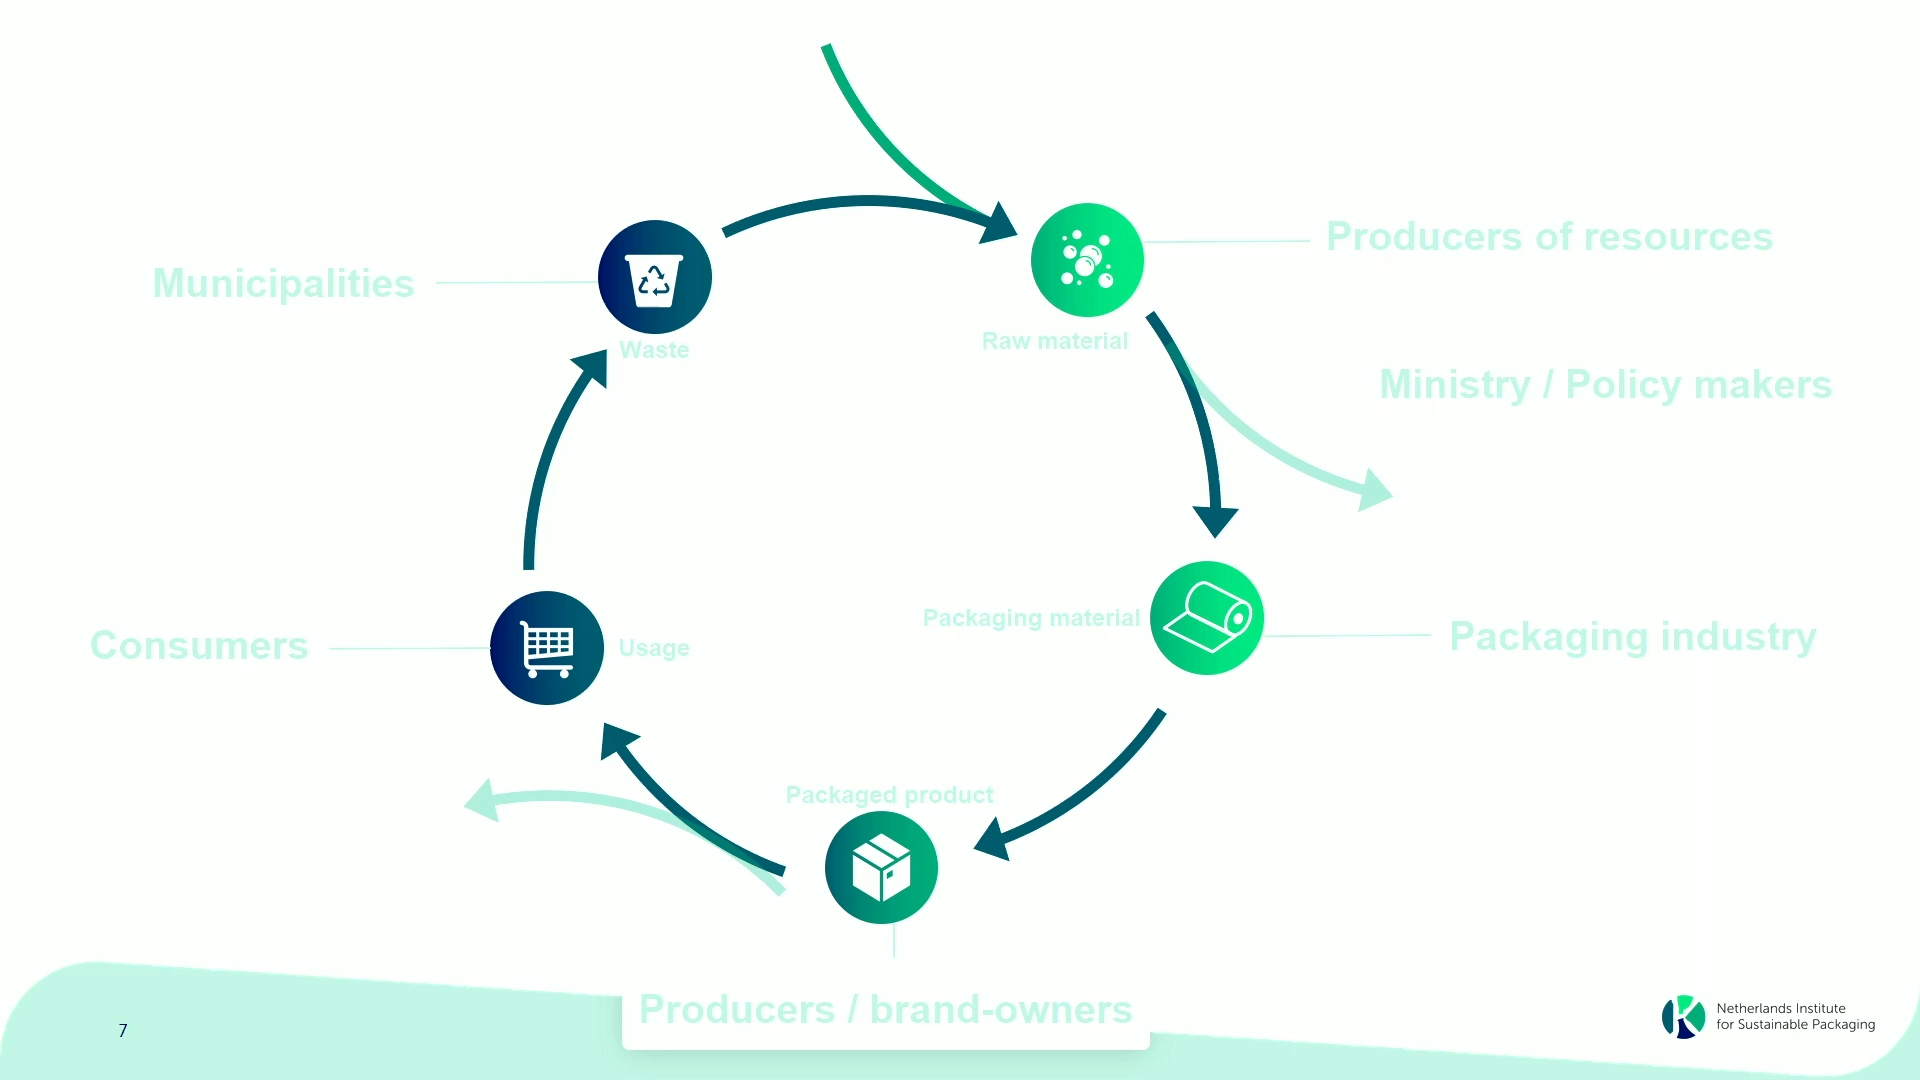 Producers of resources
Municipalities
Raw material
Waste
Ministry / Policy makers
Packaging material
Packaging industry
Consumers
Usage
Packaged product
Producers / brand-owners
7
Netherlands Institute
for Sustainable Packaging